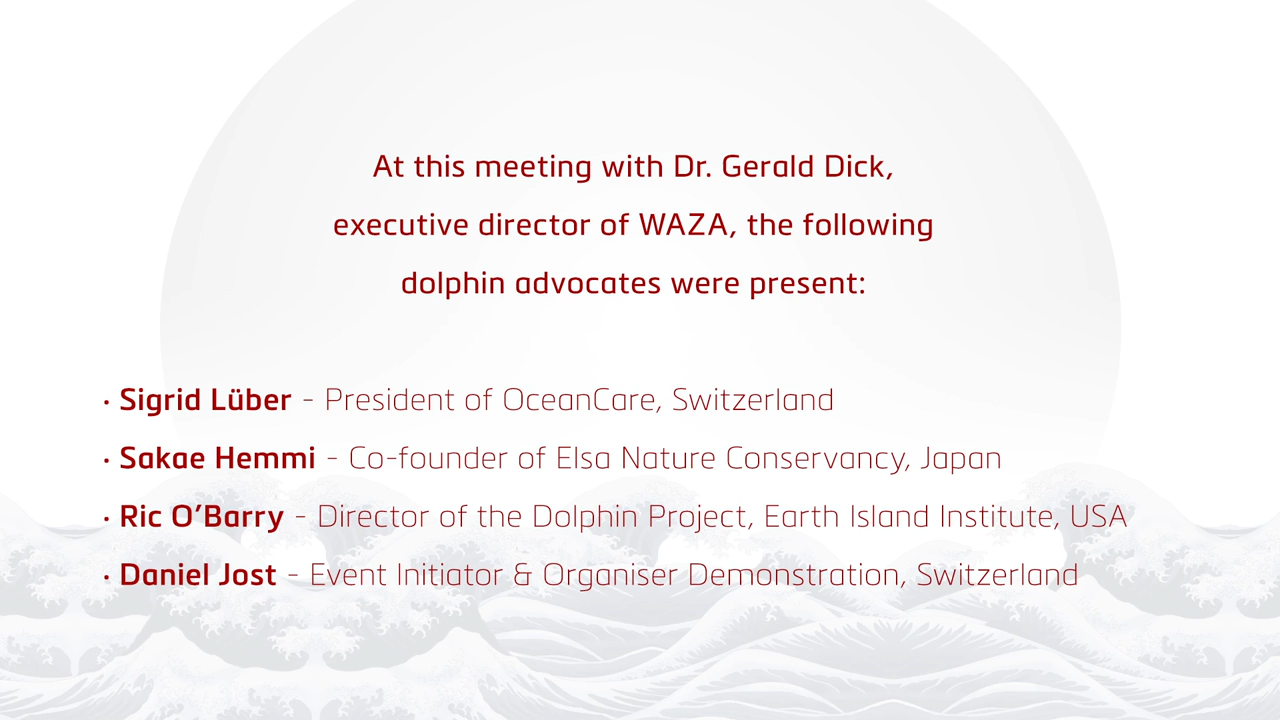 At this meeting with Dr. Gerald Dick,
executive director of WAZA, the following
dolphin advocates were present:
· Sigrid Lüber - President of OceanCare, Switzerland
· Sakae Hemmi - Co-founder of Elsa Nature Conservancy, Japan
· Ric O’Barry - Director of the Dolphin Project, Earth Island Institute, USA
· Daniel Jost - Event Initiator & Organiser Demonstration, Switzerland